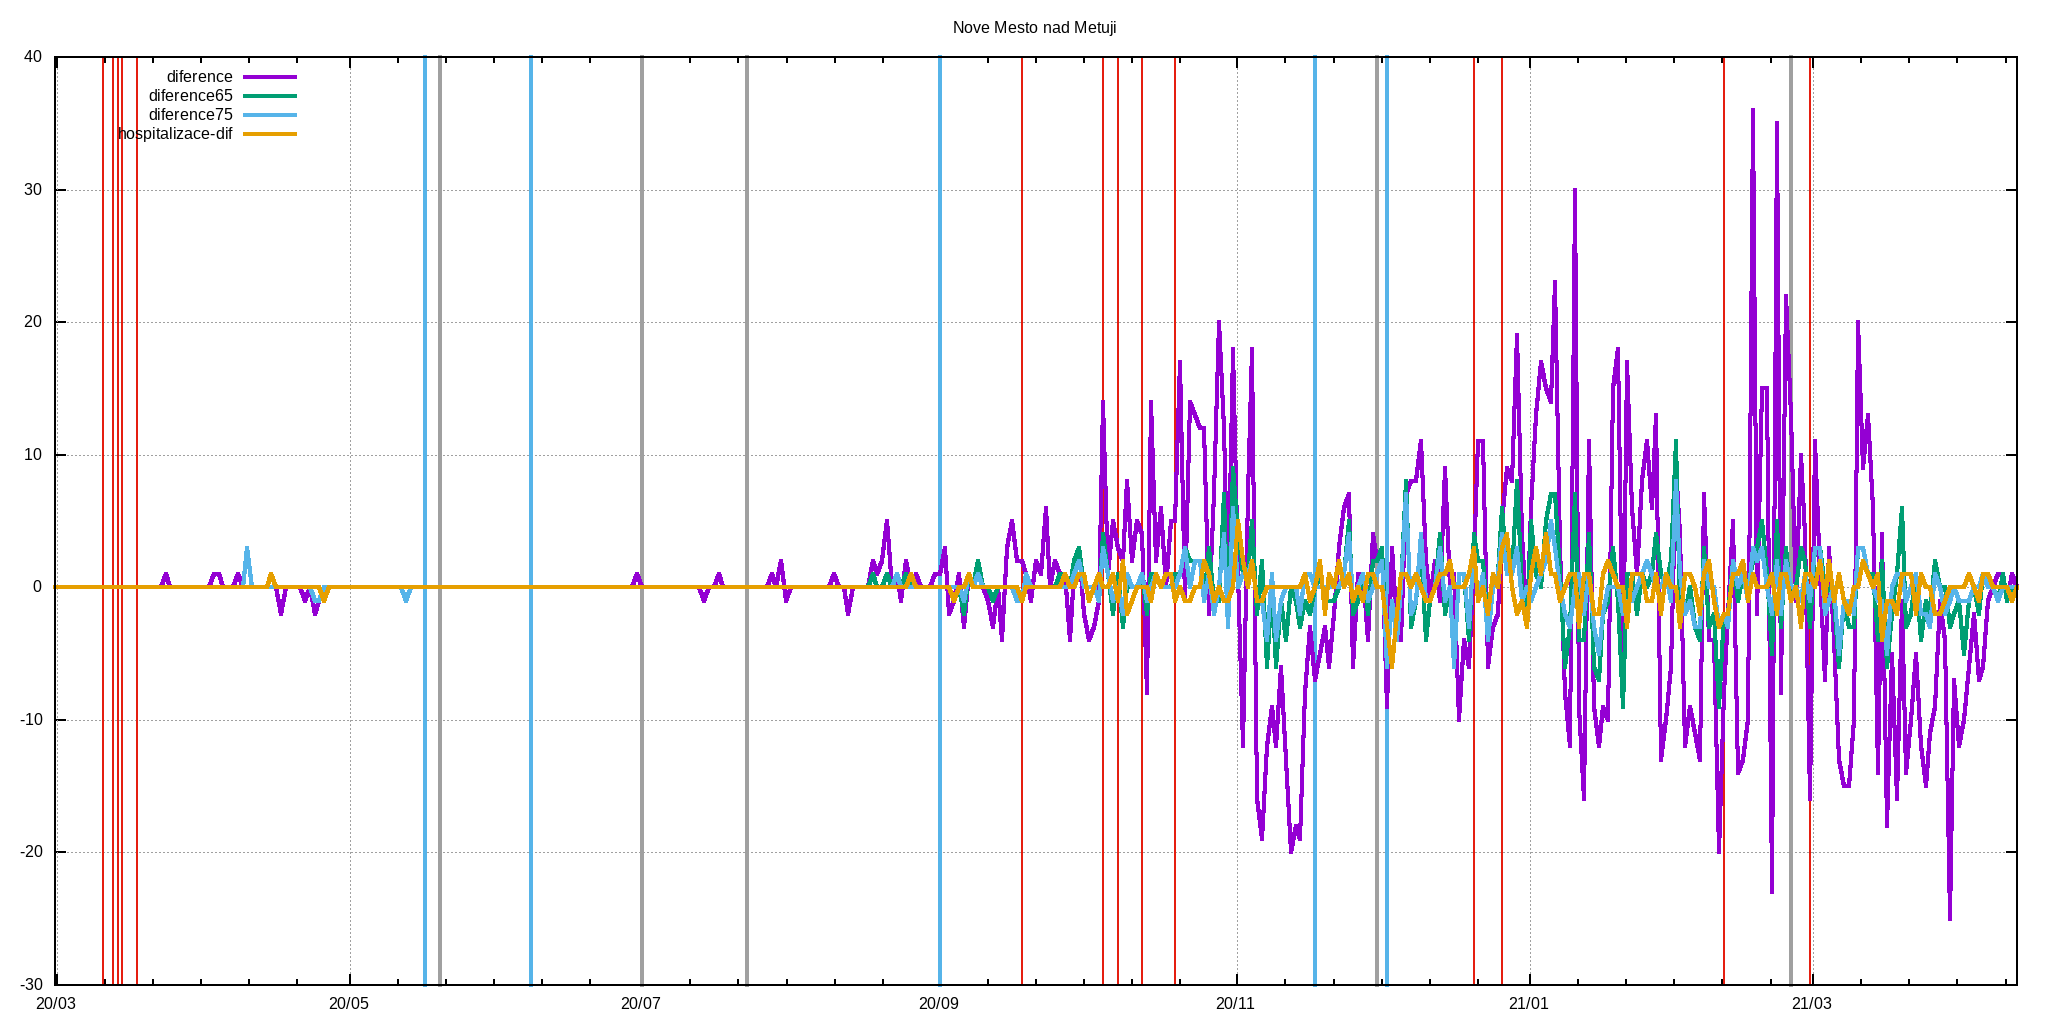 Nove Mesto nad Metuji
40
30
20
10
0
-10
-20
-30
diference
diference65
diference75
hospitalizace-dif
20/03 20/05 20/07 20/09 20/11 21/01 21/03